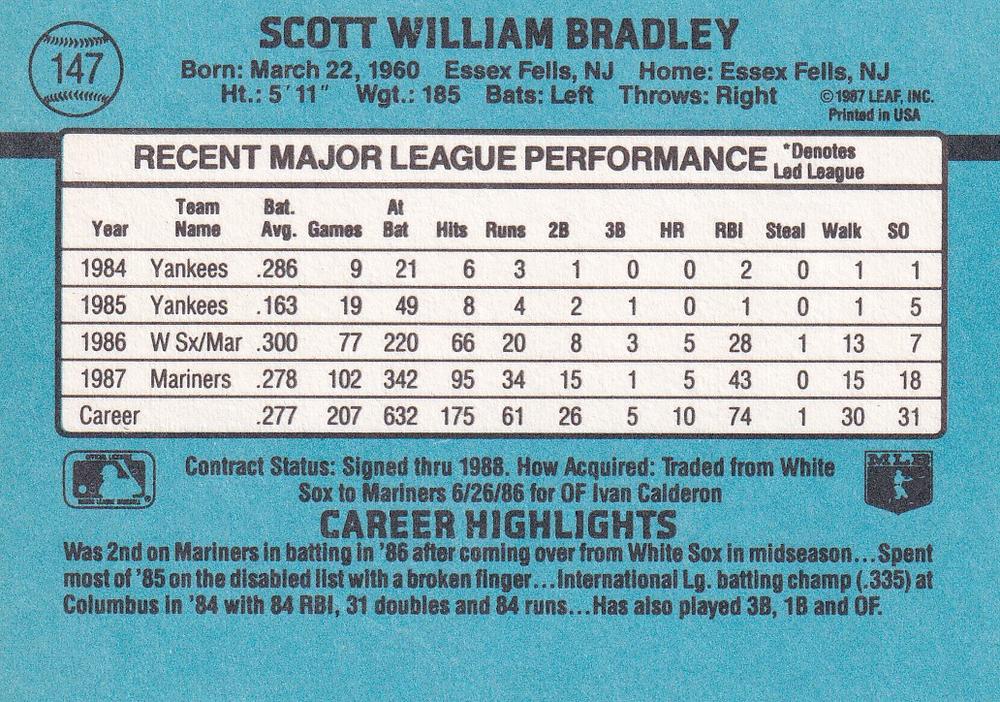 147
SCOTT WILLIAM BRADLEY
Born: March 22, 1960 Essex Fells, NJ Home: Essex Fells, NJ
Ht.: 5'11" Wgt.: 185 Bats: Left Throws: Right
©1987 LEAF, INC.
Printed in USA
RECENT MAJOR LEAGUE PERFORMANCE *Denotes
Led League
Year Team Name Bat. Avg. Games At Bat Hits Runs 2B 3B HR RBI Steal Walk SO
1984 Yankees .286 9 21 6 3 1 0 0 2 0 1 1
1985 Yankees .163 19 49 8 4 2 1 0 1 0 1 5
1986 W Sx/Mar .300 77 220 66 20 8 3 5 28 1 13 7
1987 Mariners .278 102 342 95 34 15 1 5 43 0 15 18
Career .277 207 632 175 61 26 5 10 74 1 30 31
Contract Status: Signed thru 1988. How Acquired: Traded from White
Sox to Mariners 6/26/86 for OF Ivan Calderon
MLB
CAREER HIGHLIGHTS
Was 2nd on Mariners in batting in '86 after coming over from White Sox in midseason...Spent
most of '85 on the disabled list with a broken finger...International Lg. batting champ (.335) at
Columbus in '84 with 84 RBI, 31 doubles and 84 runs...Has also played 3B, 1B and OF.